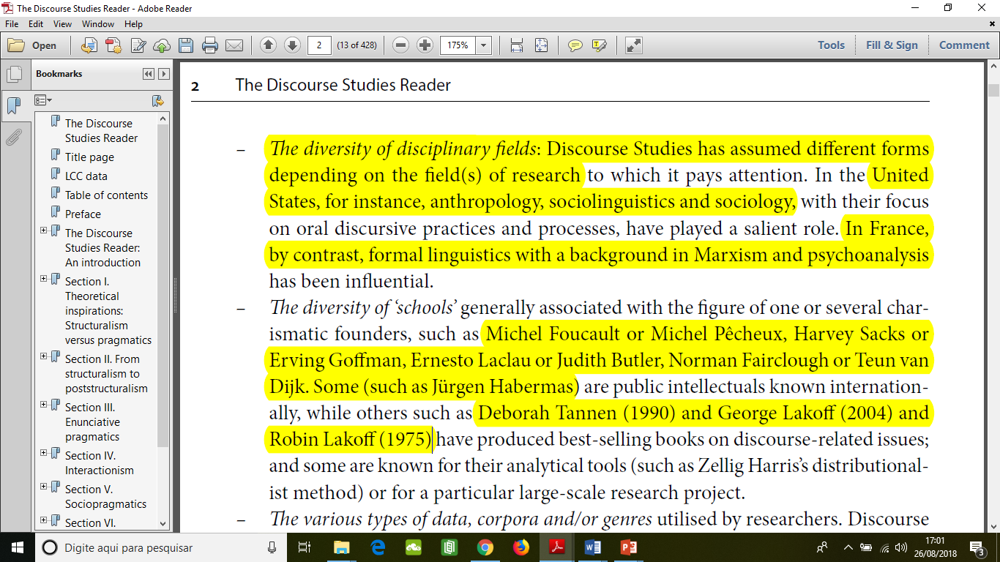 The Discourse Studies Reader - Adobe Reader
File Edit View Window Help
Open 2 (13 of 428) 175% Tools Fill & Sign Comment
Bookmarks
The Discourse
Studies Reader
Title page
LCC data
Table of contents
Preface
The Discourse
Studies Reader:
An introduction
Section I.
Theoretical
inspirations:
Structuralism
versus pragmatics
Section II. From
structuralism to
poststructuralism
Section III.
Enunciative
pragmatics
Section IV.
Interactionism
Section V.
Sociopragmatics
Section VI.
2 The Discourse Studies Reader
– The diversity of disciplinary fields: Discourse Studies has assumed different forms
depending on the field(s) of research to which it pays attention. In the United
States, for instance, anthropology, sociolinguistics and sociology, with their focus
on oral discursive practices and processes, have played a salient role. In France,
by contrast, formal linguistics with a background in Marxism and psychoanalysis
has been influential.
– The diversity of ‘schools’ generally associated with the figure of one or several char-
ismatic founders, such as Michel Foucault or Michel Pêcheux, Harvey Sacks or
Erving Goffman, Ernesto Laclau or Judith Butler, Norman Fairclough or Teun van
Dijk. Some (such as Jürgen Habermas) are public intellectuals known internation-
ally, while others such as Deborah Tannen (1990) and George Lakoff (2004) and
Robin Lakoff (1975) have produced best-selling books on discourse-related issues;
and some are known for their analytical tools (such as Zellig Harris’s distributional-
ist method) or for a particular large-scale research project.
– The various types of data, corpora and/or genres utilised by researchers. Discourse
Digite aqui para pesquisar
17:01
26/08/2018
3